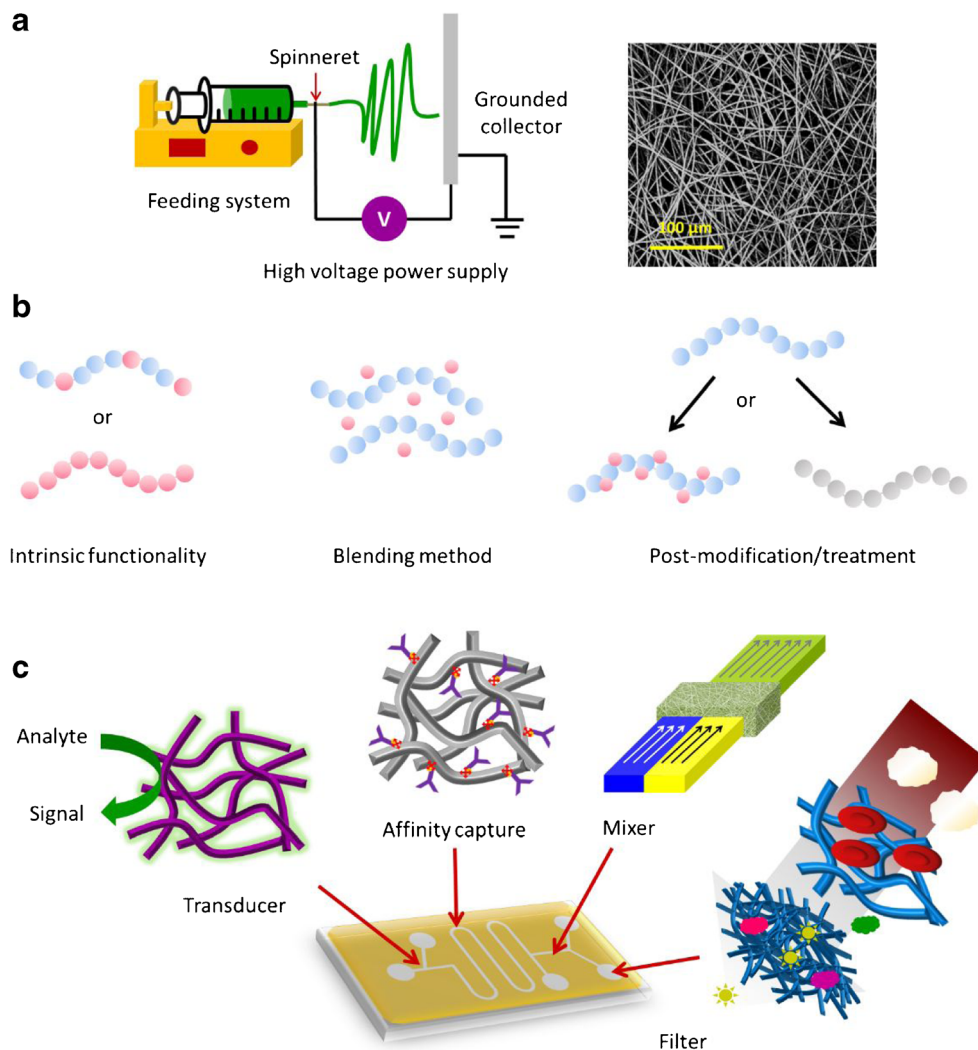 a
Spinneret
Grounded
collector
Feeding system
V
High voltage power supply
100 µm
b
or
or
Intrinsic functionality
Blending method
Post-modification/treatment
c
Analyte
Signal
Affinity capture
Mixer
Transducer
Filter